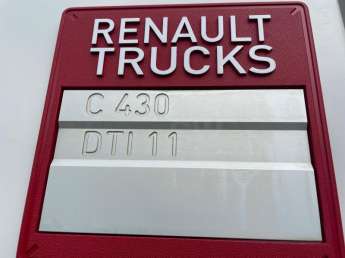 RENAULT
TRUCKS
C 430
DTI 11